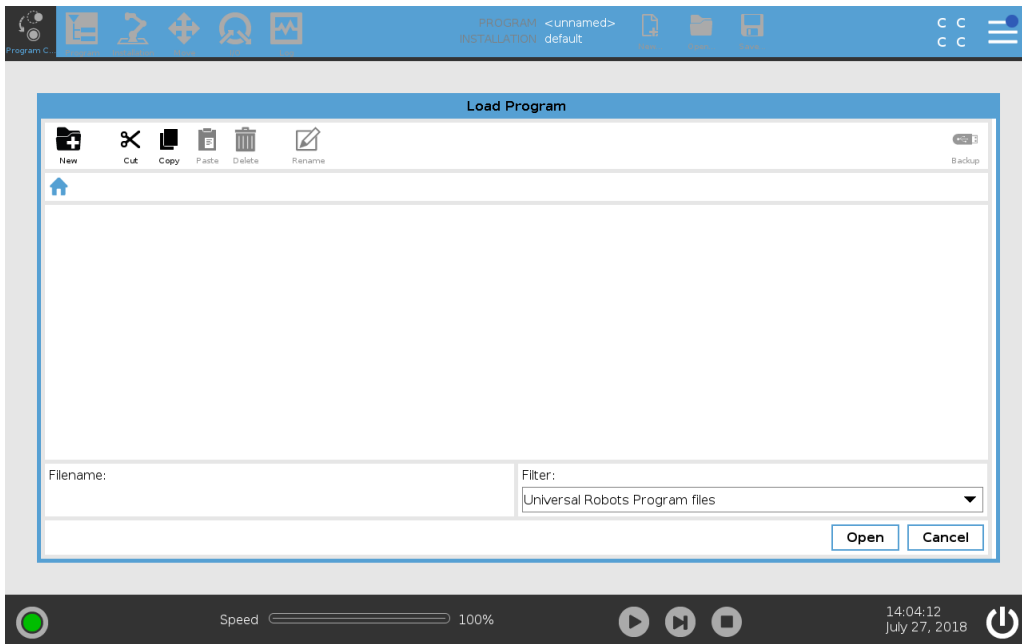 Program C...
PROGRAM <unnamed>
INSTALLATION default
C C
C C
Load Program
New
Cut
Copy
Paste
Delete
Rename
Backup
Filename:
Filter:
Universal Robots Program files
Open
Cancel
Speed
100%
14:04:12
July 27, 2018